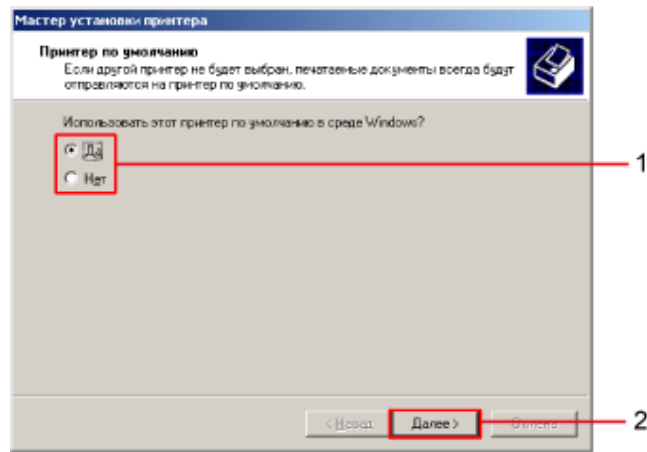 Мастер установки принтера
Принтер по умолчанию
Если другой принтер не будет выбран, печатаемые документы всегда будут
отправляются на принтер по умолчанию.
Использовать этот принтер по умолчанию в среде Windows?
Да
1
Нет
< Назад
Далее >
Отмена
2